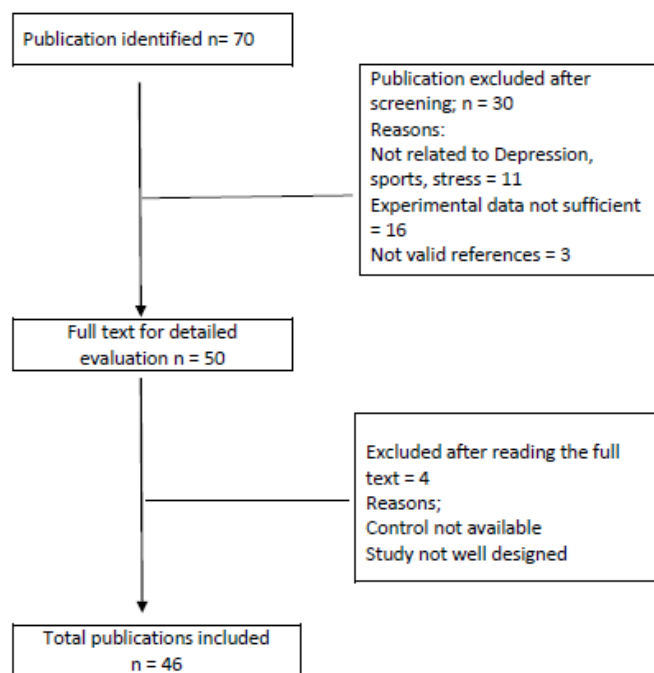 Publication identified n= 70
Publication excluded after
screening; n = 30
Reasons:
Not related to Depression,
sports, stress = 11
Experimental data not sufficient
= 16
Not valid references = 3
Full text for detailed
evaluation n = 50
Excluded after reading the full
text = 4
Reasons;
Control not available
Study not well designed
Total publications included
n = 46